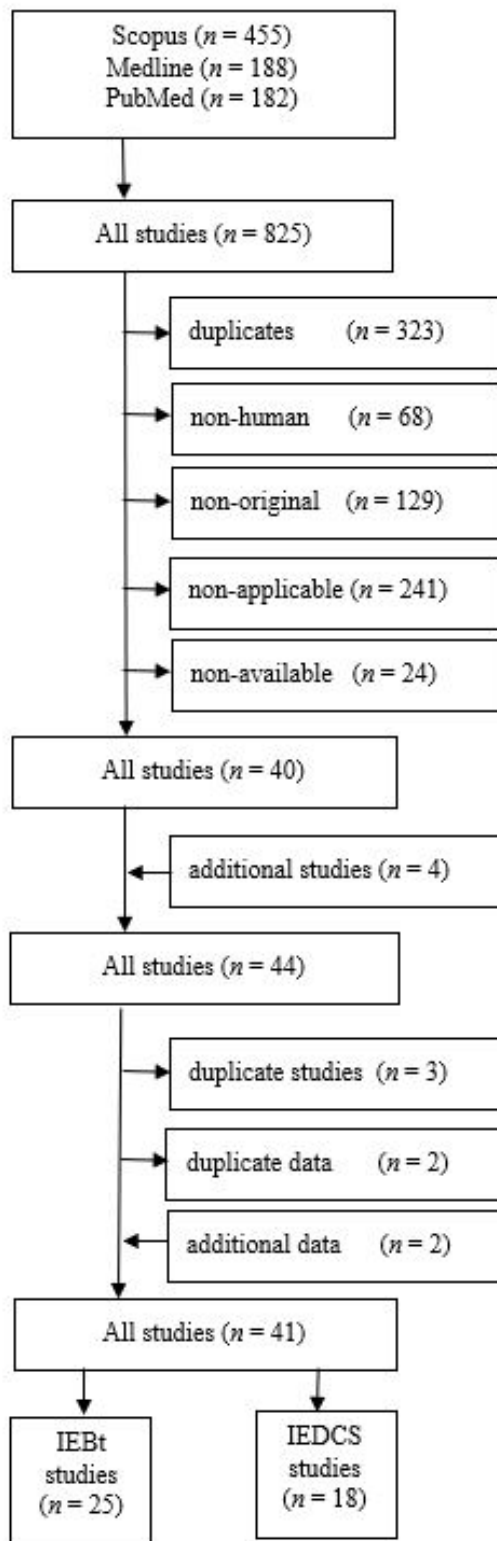 Scopus (n = 455)
Medline (n = 188)
PubMed (n = 182)
All studies (n = 825)
duplicates (n = 323)
non-human (n = 68)
non-original (n = 129)
non-applicable (n = 241)
non-available (n = 24)
All studies (n = 40)
additional studies (n = 4)
All studies (n = 44)
duplicate studies (n = 3)
duplicate data (n = 2)
additional data (n = 2)
All studies (n = 41)
IEBt
studies
(n = 25)
IEDCS
studies
(n = 18)